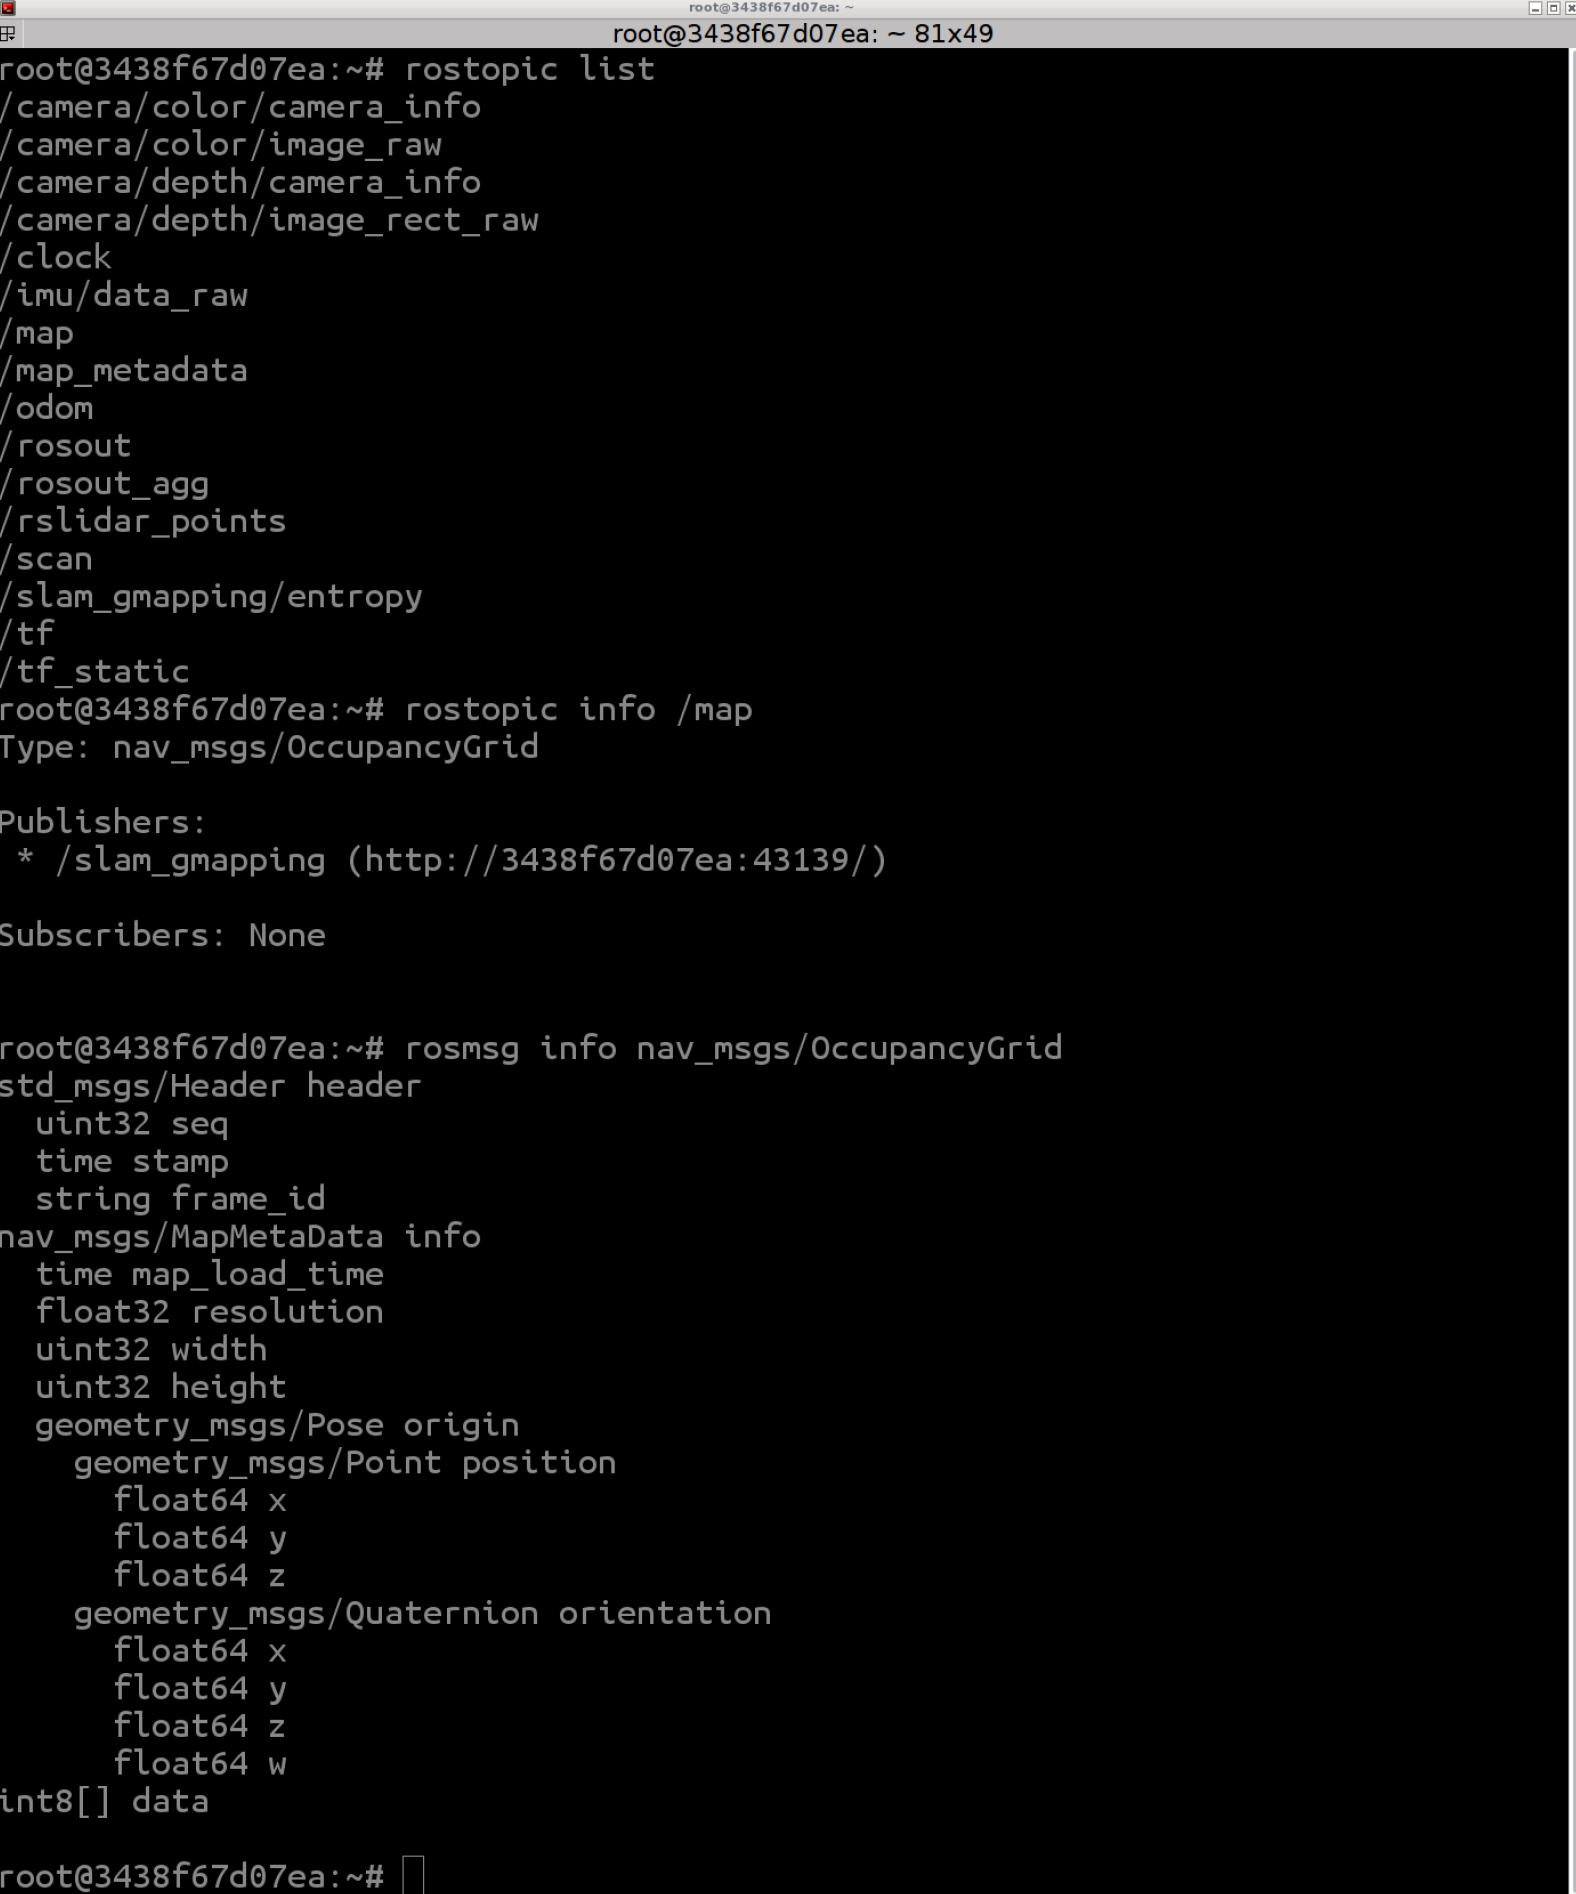 root@3438f67d07ea: ~
root@3438f67d07ea: ~ 81x49
root@3438f67d07ea:~# rostopic list
/camera/color/camera_info
/camera/color/image_raw
/camera/depth/camera_info
/camera/depth/image_rect_raw
/clock
/imu/data_raw
/map
/map_metadata
/odom
/rosout
/rosout_agg
/rslidar_points
/scan
/slam_gmapping/entropy
/tf
/tf_static
root@3438f67d07ea:~# rostopic info /map
Type: nav_msgs/OccupancyGrid

Publishers:
 * /slam_gmapping (http://3438f67d07ea:43139/)

Subscribers: None

root@3438f67d07ea:~# rosmsg info nav_msgs/OccupancyGrid
std_msgs/Header header
  uint32 seq
  time stamp
  string frame_id
nav_msgs/MapMetaData info
  time map_load_time
  float32 resolution
  uint32 width
  uint32 height
  geometry_msgs/Pose origin
    geometry_msgs/Point position
      float64 x
      float64 y
      float64 z
    geometry_msgs/Quaternion orientation
      float64 x
      float64 y
      float64 z
      float64 w
int8[] data

root@3438f67d07ea:~#